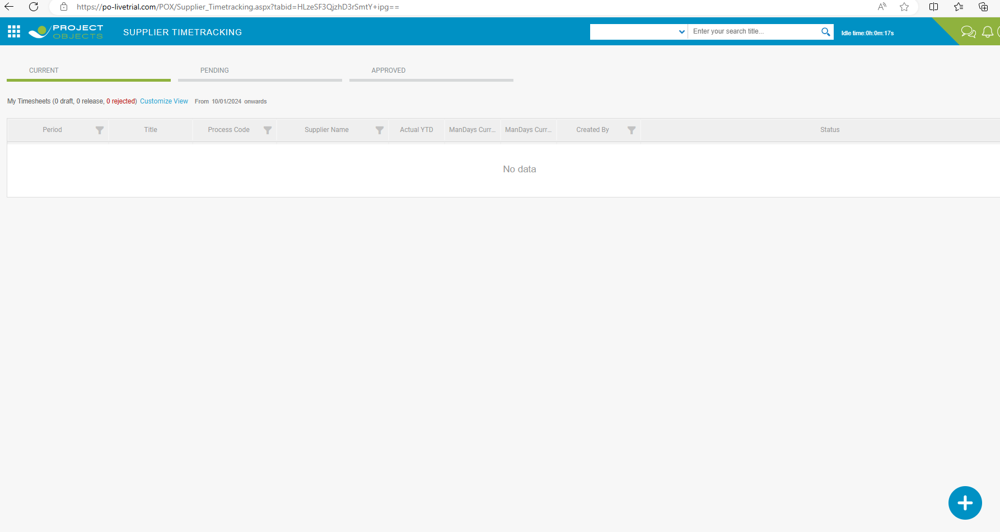 https://po-livetrial.com/POX/Supplier_Timetracking.aspx?tabid=HLzeSF3QjzhD3rSmtY+ipg==
PROJECT
OBJECTS
SUPPLIER TIMETRACKING
Enter your search title...
Idle time:0h:0m:17s
CURRENT
PENDING
APPROVED
My Timesheets (0 draft, 0 release, 0 rejected) Customize View From 10/01/2024 onwards
Period
Title
Process Code
Supplier Name
Actual YTD
ManDays Curr...
ManDays Curr...
Created By
Status
No data